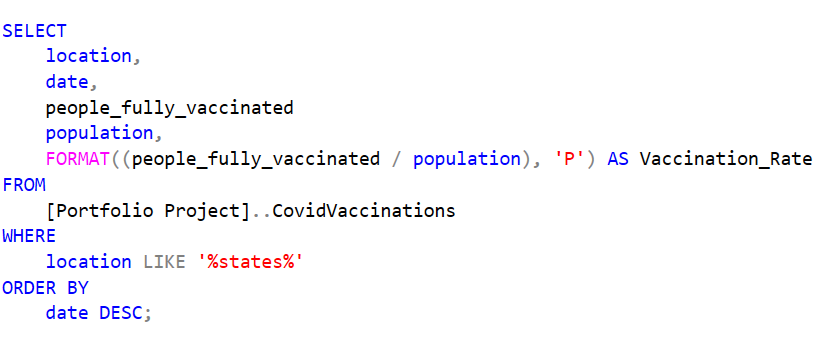 SELECT
location,
date,
people_fully_vaccinated
population,
FORMAT((people_fully_vaccinated / population), 'P') AS Vaccination_Rate
FROM
[Portfolio Project]..CovidVaccinations
WHERE
location LIKE '%states%'
ORDER BY
date DESC;